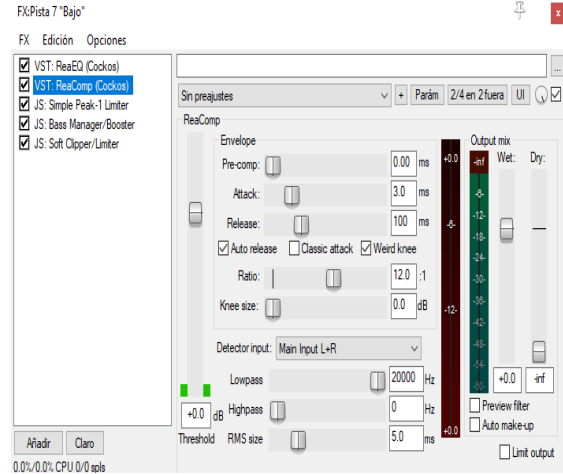 FX:Pista 7 "Bajo"
x
FX Edición Opciones
VST: ReaEQ (Cockos)
VST: ReaComp (Cockos)
JS: Simple Peak-1 Limiter
JS: Bass Manager/Booster
JS: Soft Clipper/Limiter
...
Sin preajustes + Parám 2/4 en 2 fuera UI
ReaComp
Envelope
Pre-comp: 0.00 ms
Attack: 3.0 ms
Release: 100 ms
Auto release Classic attack Weird knee
Ratio: 12.0 :1
Knee size: 0.0 dB
Detector input: Main Input L+R
Lowpass 20000 Hz
Highpass 0 Hz
RMS size 5.0 ms
+0.0 dB
Threshold
+0.0
-6-
-12-
+0.0
Output mix
-inf Wet: Dry:
-6-
-12-
-18-
-24-
-30-
-36-
-42-
-48-
-54-
-60-
+0.0 -inf
Preview filter
Auto make-up
Limit output
Añadir Claro
0.0%/0.0% CPU 0/0 spls